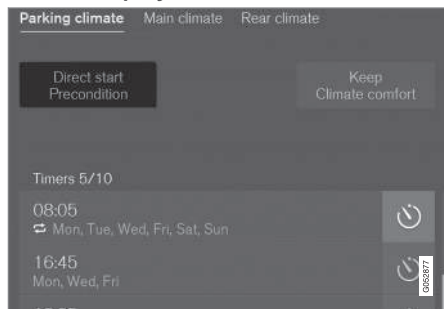 Parking climate Main climate Rear climate
Direct start
Precondition
Keep
Climate comfort
Timers 5/10
08:05
Mon, Tue, Wed, Fri, Sat, Sun
16:45
Mon, Wed, Fri
G052877